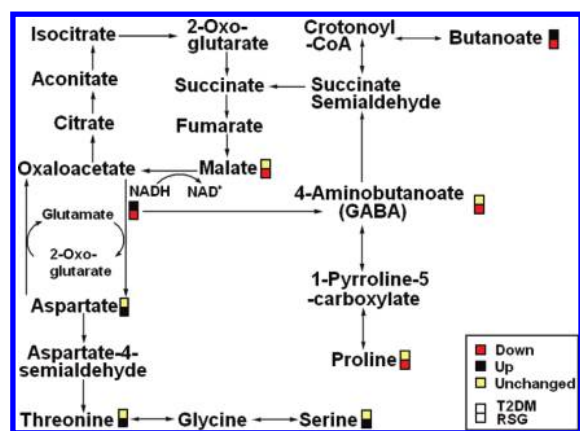 Isocitrate
2-Oxo-
glutarate
Crotonoyl
-CoA
Butanoate
Aconitate
Succinate
Succinate
Semialdehyde
Citrate
Fumarate
Oxaloacetate
Malate
NADH
NAD+
4-Aminobutanoate
(GABA)
Glutamate
2-Oxo-
glutarate
1-Pyrroline-5
-carboxylate
Aspartate
Aspartate-4-
semialdehyde
Proline
Threonine
Glycine
Serine
Down
Up
Unchanged
T2DM
RSG